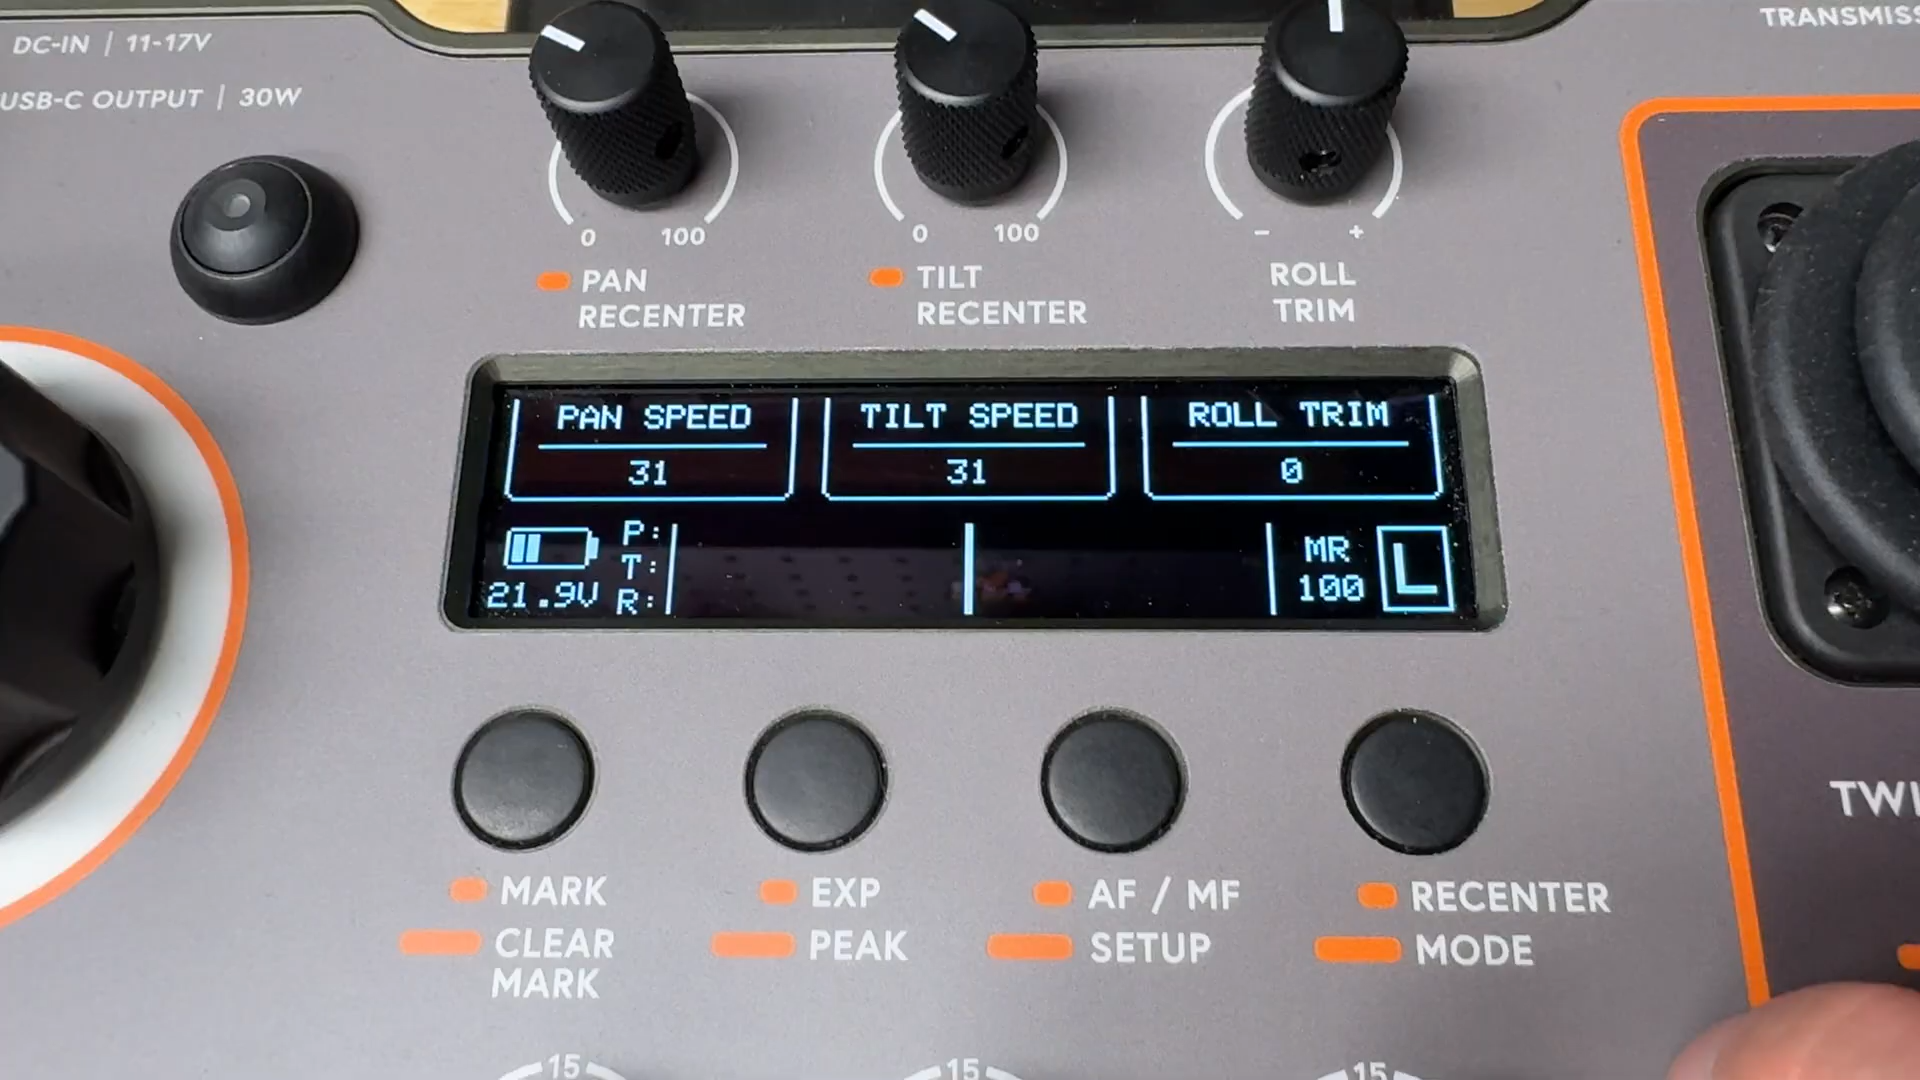 DC-IN | 11-17V
USB-C OUTPUT | 30W
0 100
PAN
RECENTER
0 100
TILT
RECENTER
- +
ROLL
TRIM
PAN SPEED
31
TILT SPEED
31
ROLL TRIM
0
21.9V
P:
T:
R:
MR
100
L
MARK
CLEAR
MARK
EXP
PEAK
AF / MF
SETUP
RECENTER
MODE
15
15
15